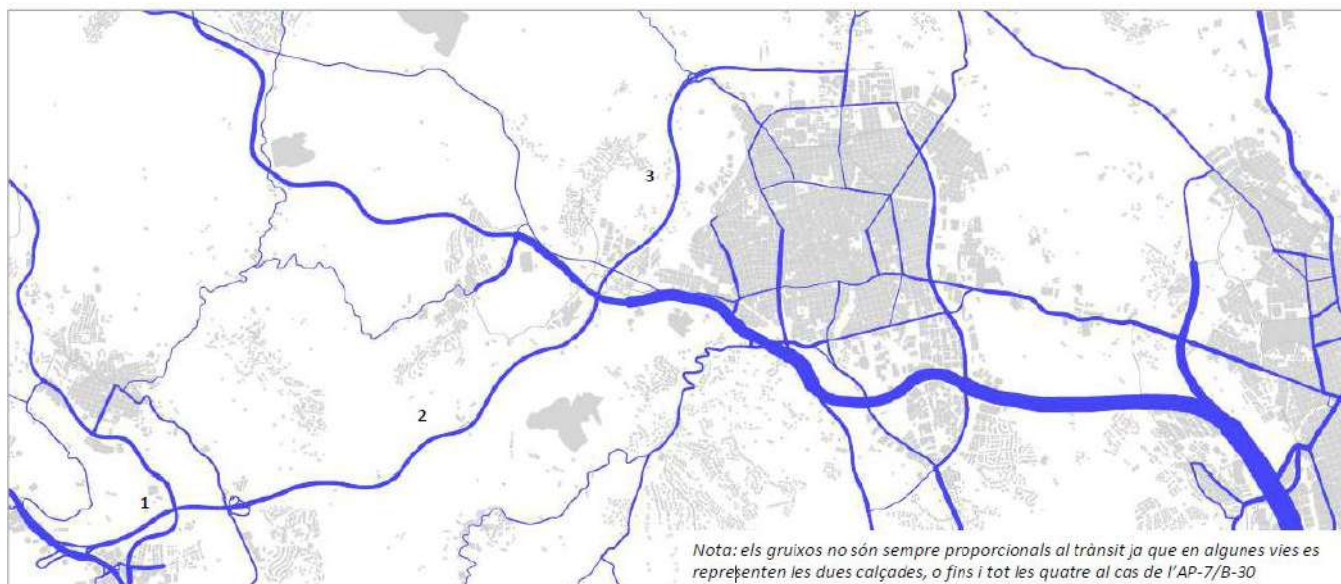 3
2
1
Nota: els gruixos no són sempre proporcionals al trànsit ja que en algunes vies es
representen les dues calçades, o fins i tot les quatre al cas de l'AP-7/B-30